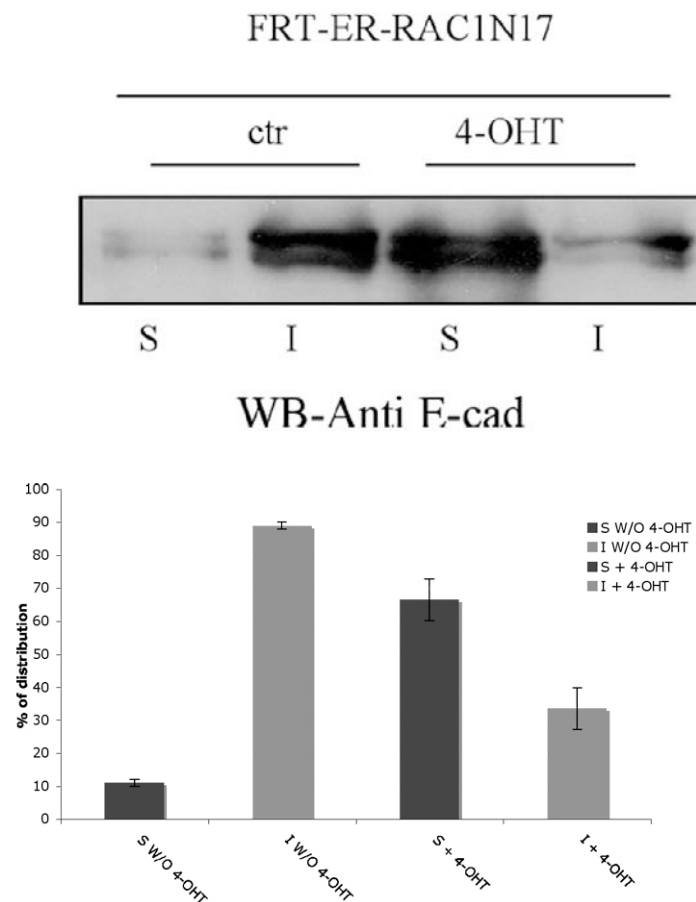 FRT-ER-RAC1N17
ctr 4-OHT
S I S I
WB-Anti E-cad
100
90
80
70
60
50
40
30
20
10
0
% of distribution
S W/O 4-OHT
I W/O 4-OHT
S + 4-OHT
I + 4-OHT
S W/O 4-OHT
I W/O 4-OHT
S + 4-OHT
I + 4-OHT